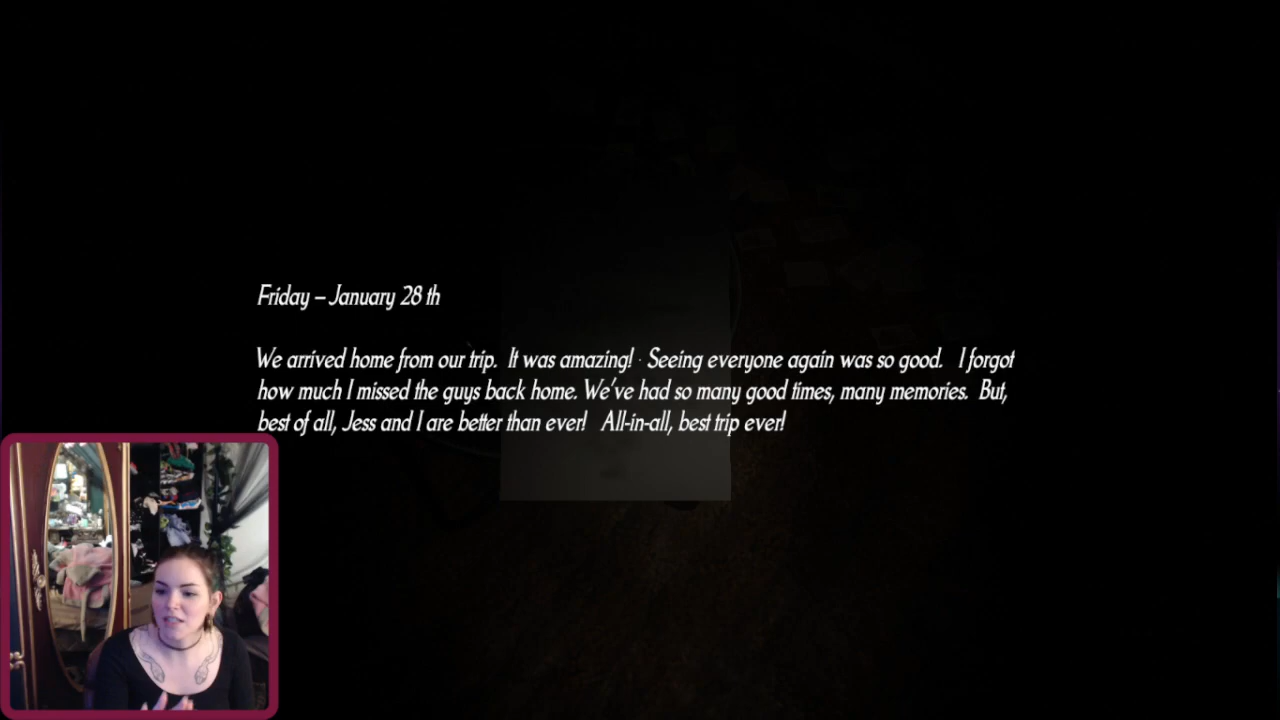 Friday – January 28 th
We arrived home from our trip. It was amazing! Seeing everyone again was so good. I forgot
how much I missed the guys back home. We've had so many good times, many memories. But,
best of all, Jess and I are better than ever! All-in-all, best trip ever!